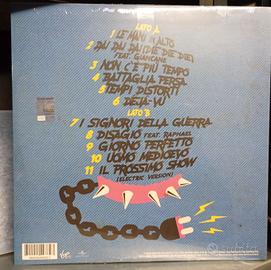 LATO A
1 LE MANI IN ALTO
2 DAI DAI DAI (DIE DIE DIE)
FEAT. GIANCANE
3 NON C'È PIÙ TEMPO
4 BATTAGLIA PERSA
5 TEMPI DISTORTI
6 DEJA-VU
LATO B
7 I SIGNORI DELLA GUERRA
8 DISAGIO FEAT. RAPHAEL
9 GIORNO PERFETTO
10 UOMO MEDIOEVO
11 IL PROSSIMO SHOW
(ELECTRIC VERSION)
Virgin
subito